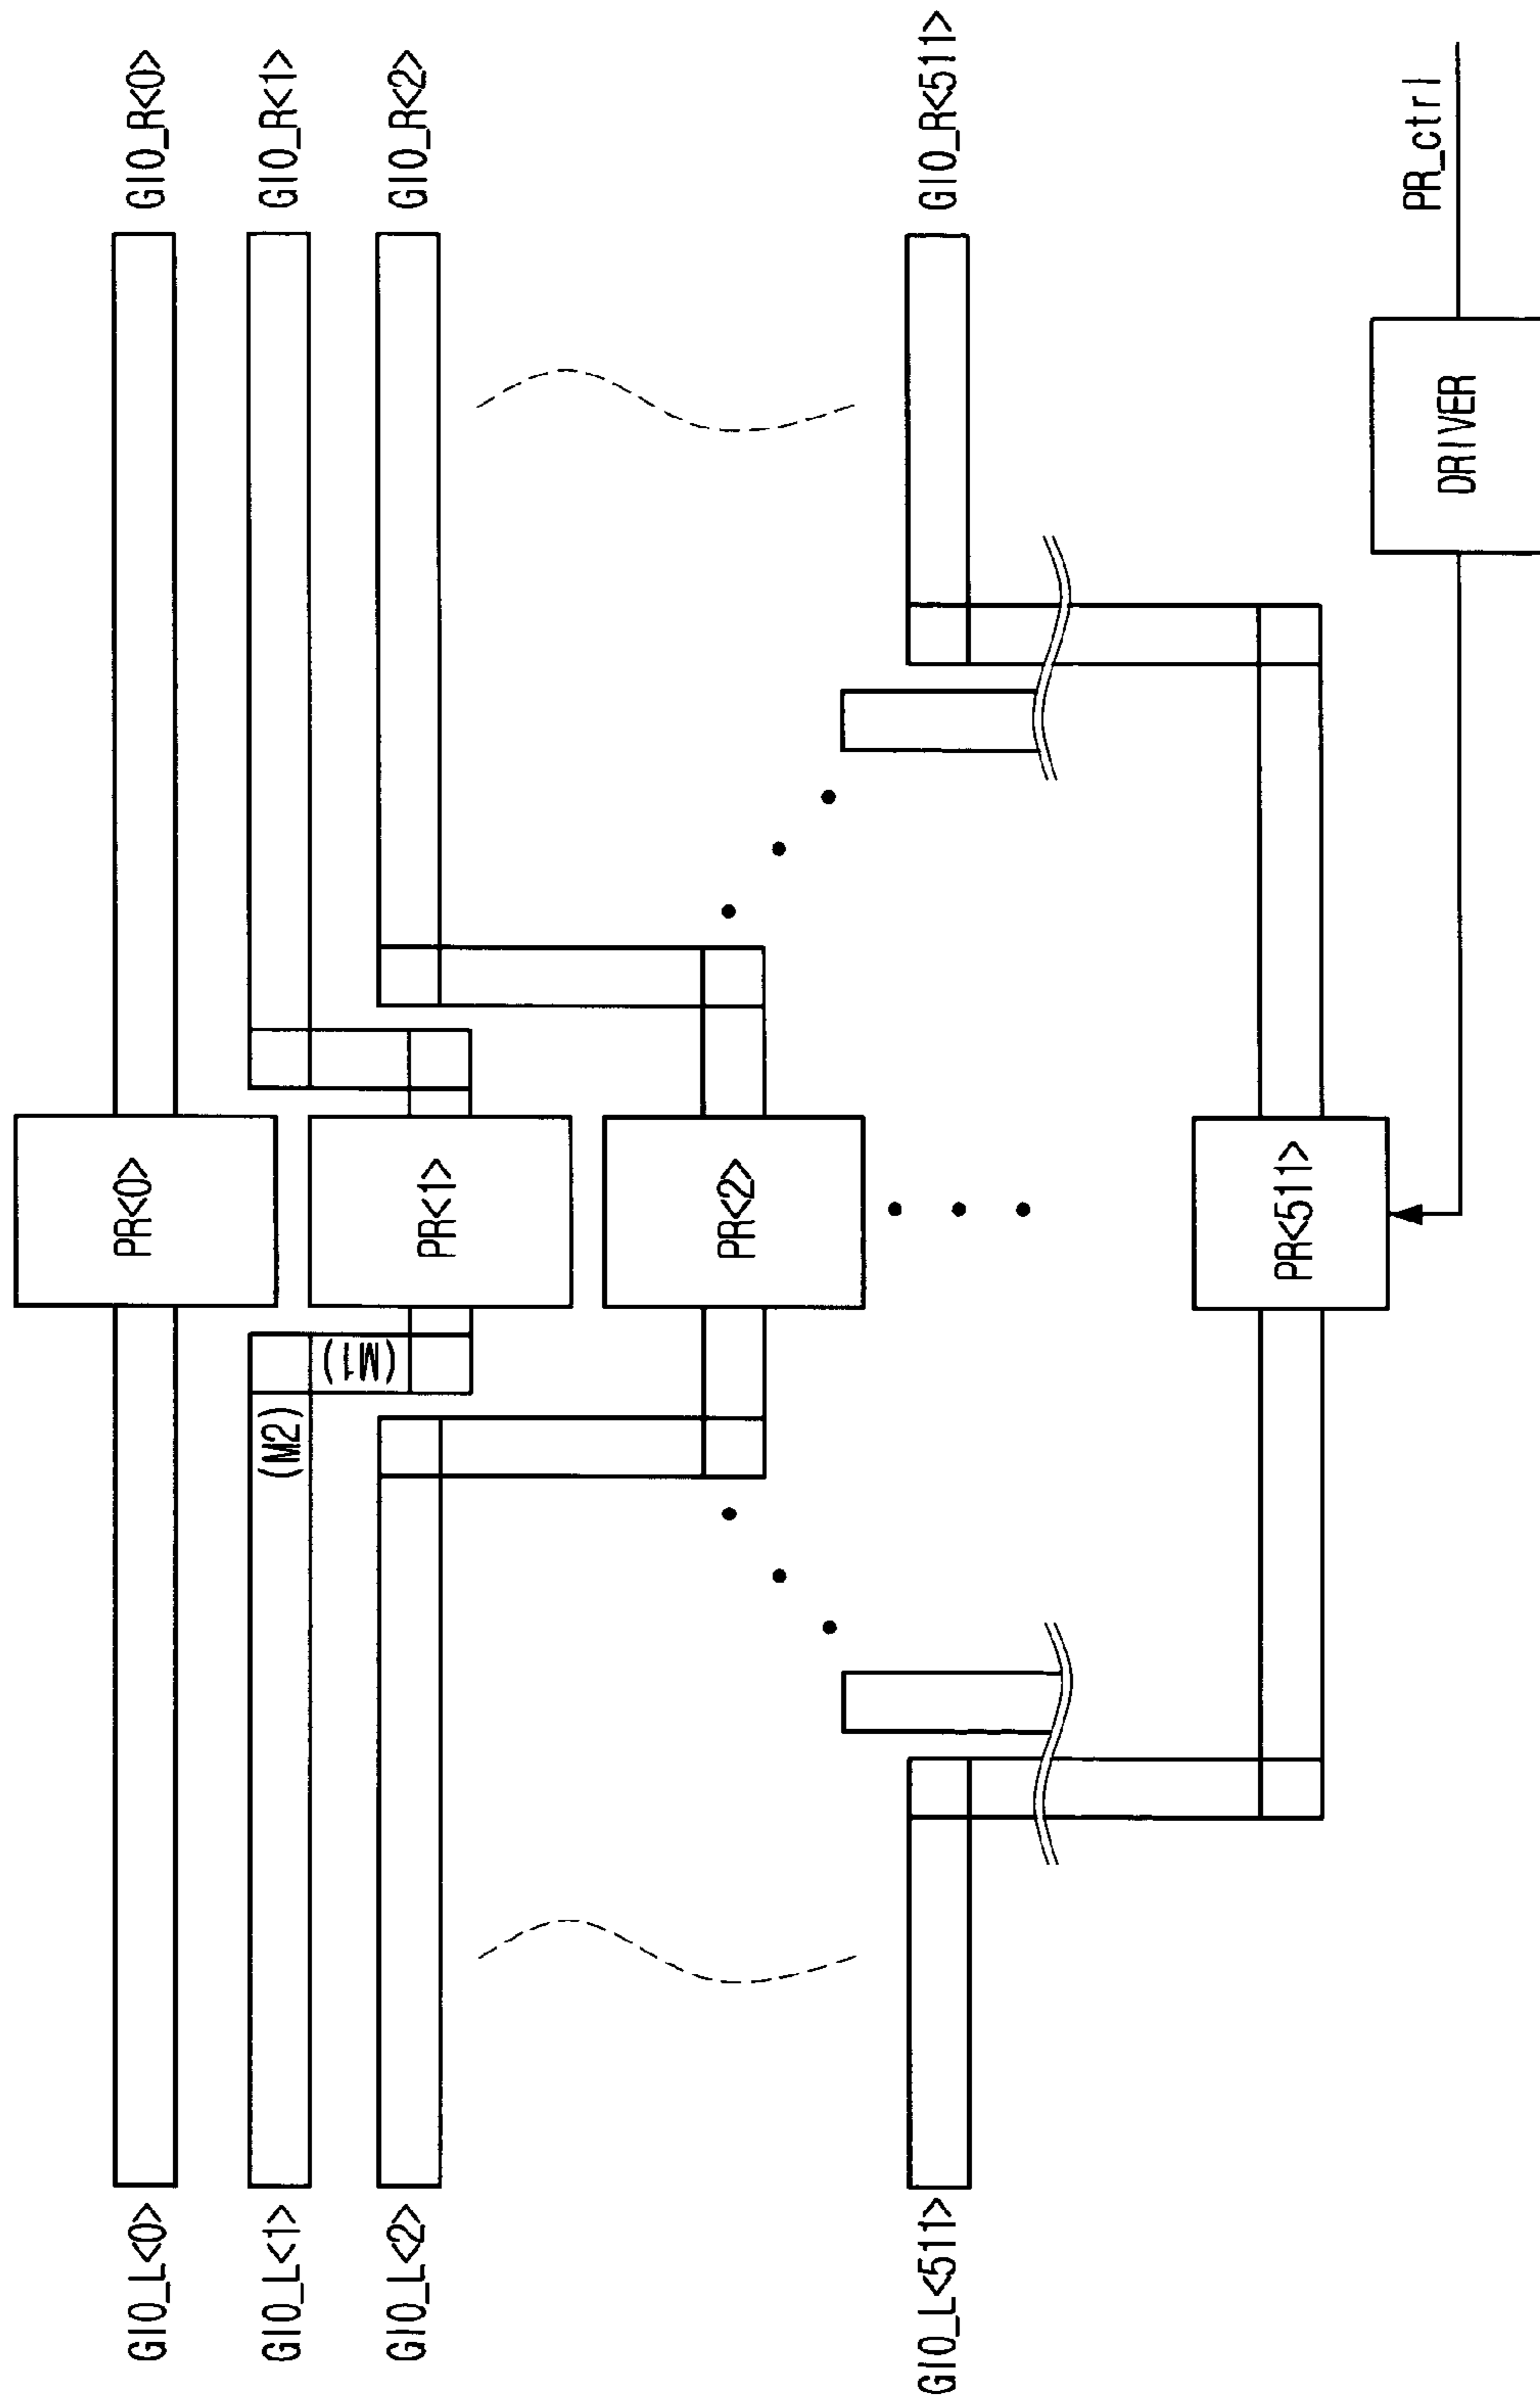 GIO_L<0>
PR<0>
GIO_R<0>
GIO_L<1>
(M2)
(M1)
PR<1>
GIO_R<1>
GIO_L<2>
PR<2>
GIO_R<2>
GIO_L<511>
PR<511>
GIO_R<511>
DRIVER
PR_ctrl